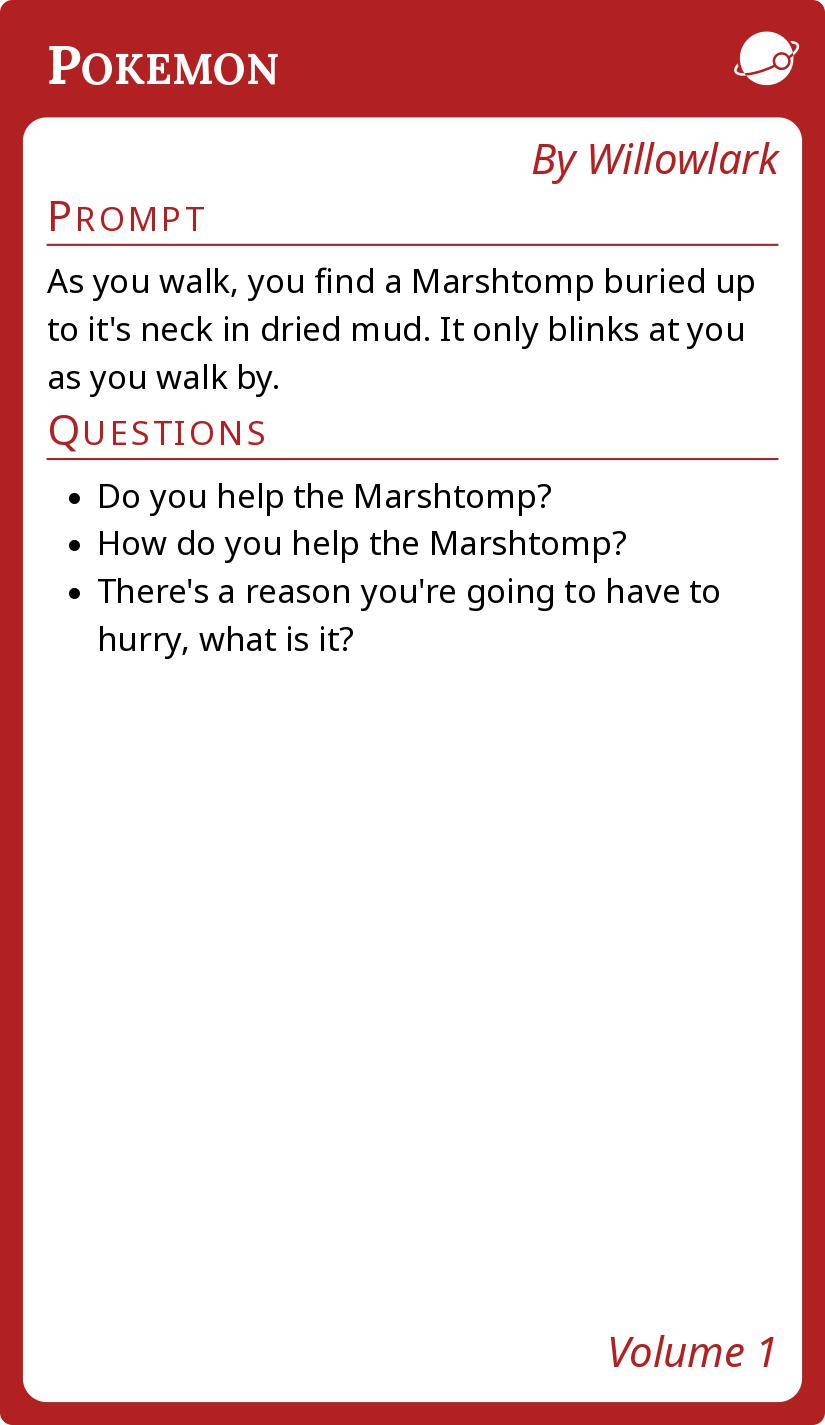 POKEMON
By Willowlark
PROMPT
As you walk, you find a Marshtomp buried up
to it's neck in dried mud. It only blinks at you
as you walk by.
QUESTIONS
• Do you help the Marshtomp?
• How do you help the Marshtomp?
• There's a reason you're going to have to
hurry, what is it?
Volume 1